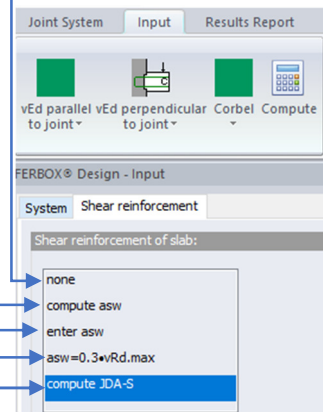 Joint System Input Results Report
vEd parallel vEd perpendicular Corbel Compute
to joint to joint
FERBOX® Design - Input
System Shear reinforcement
Shear reinforcement of slab:
none
compute asw
enter asw
asw=0.3•vRd.max
compute JDA-S